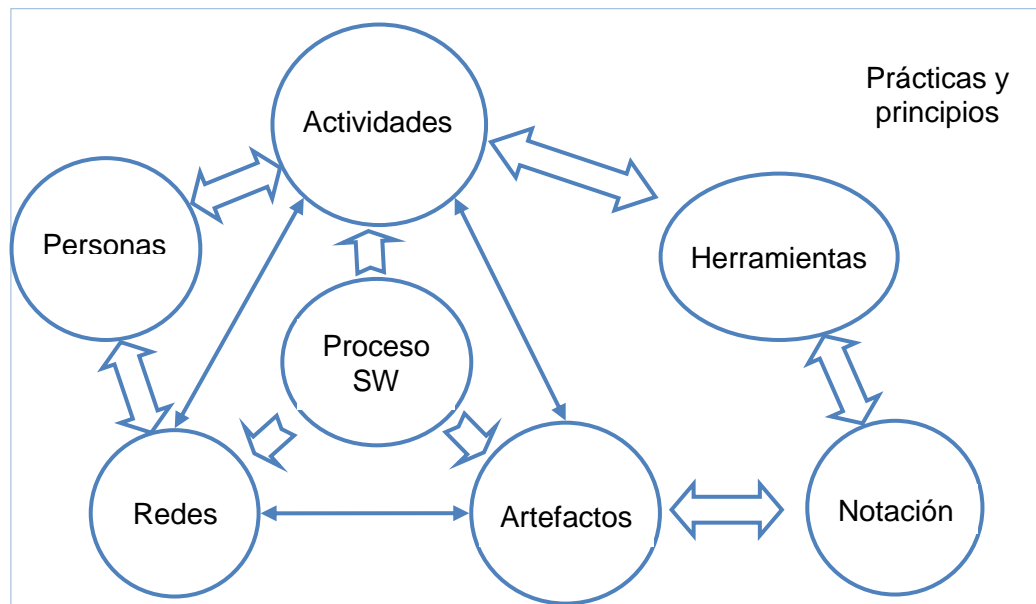 Prácticas y
principios
Actividades
Personas
Herramientas
Proceso
SW
Redes
Artefactos
Notación